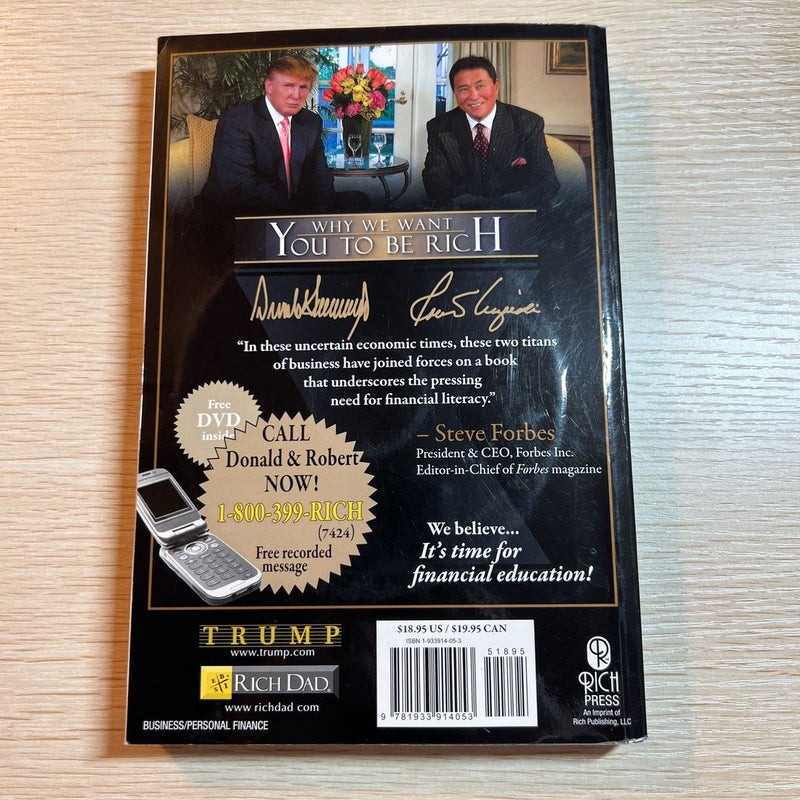 WHY WE WANT
YOU TO BE RICH
"In these uncertain economic times, these two titans
of business have joined forces on a book
that underscores the pressing
need for financial literacy."
– Steve Forbes
President & CEO, Forbes Inc.
Editor-in-Chief of Forbes magazine
Free
DVD
inside
CALL
Donald & Robert
NOW!
1-800-399-RICH
(7424)
Free recorded
message
We believe...
It's time for
financial education!
TRUMP
www.trump.com
E B
S I
RICH DAD.
www.richdad.com
BUSINESS/PERSONAL FINANCE
$18.95 US / $19.95 CAN
ISBN 1-933914-05-3
51895
9 781933 914053
RICH
PRESS
An Imprint of
Rich Publishing, LLC